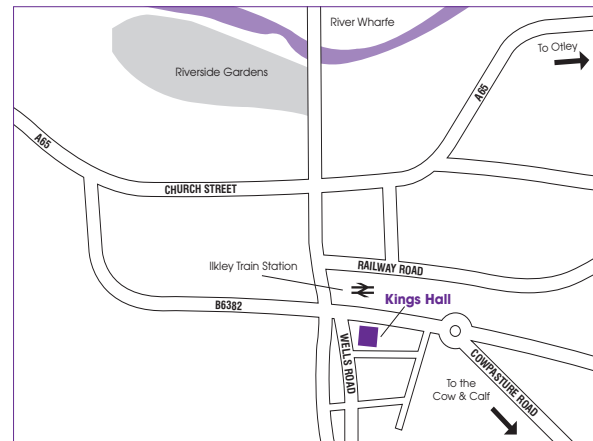 River Wharfe
To Otley
Riverside Gardens
A65
A65
CHURCH STREET
Ilkley Train Station
RAILWAY ROAD
B6382
Kings Hall
WELLS ROAD
COWPASTURE ROAD
To the
Cow & Calf